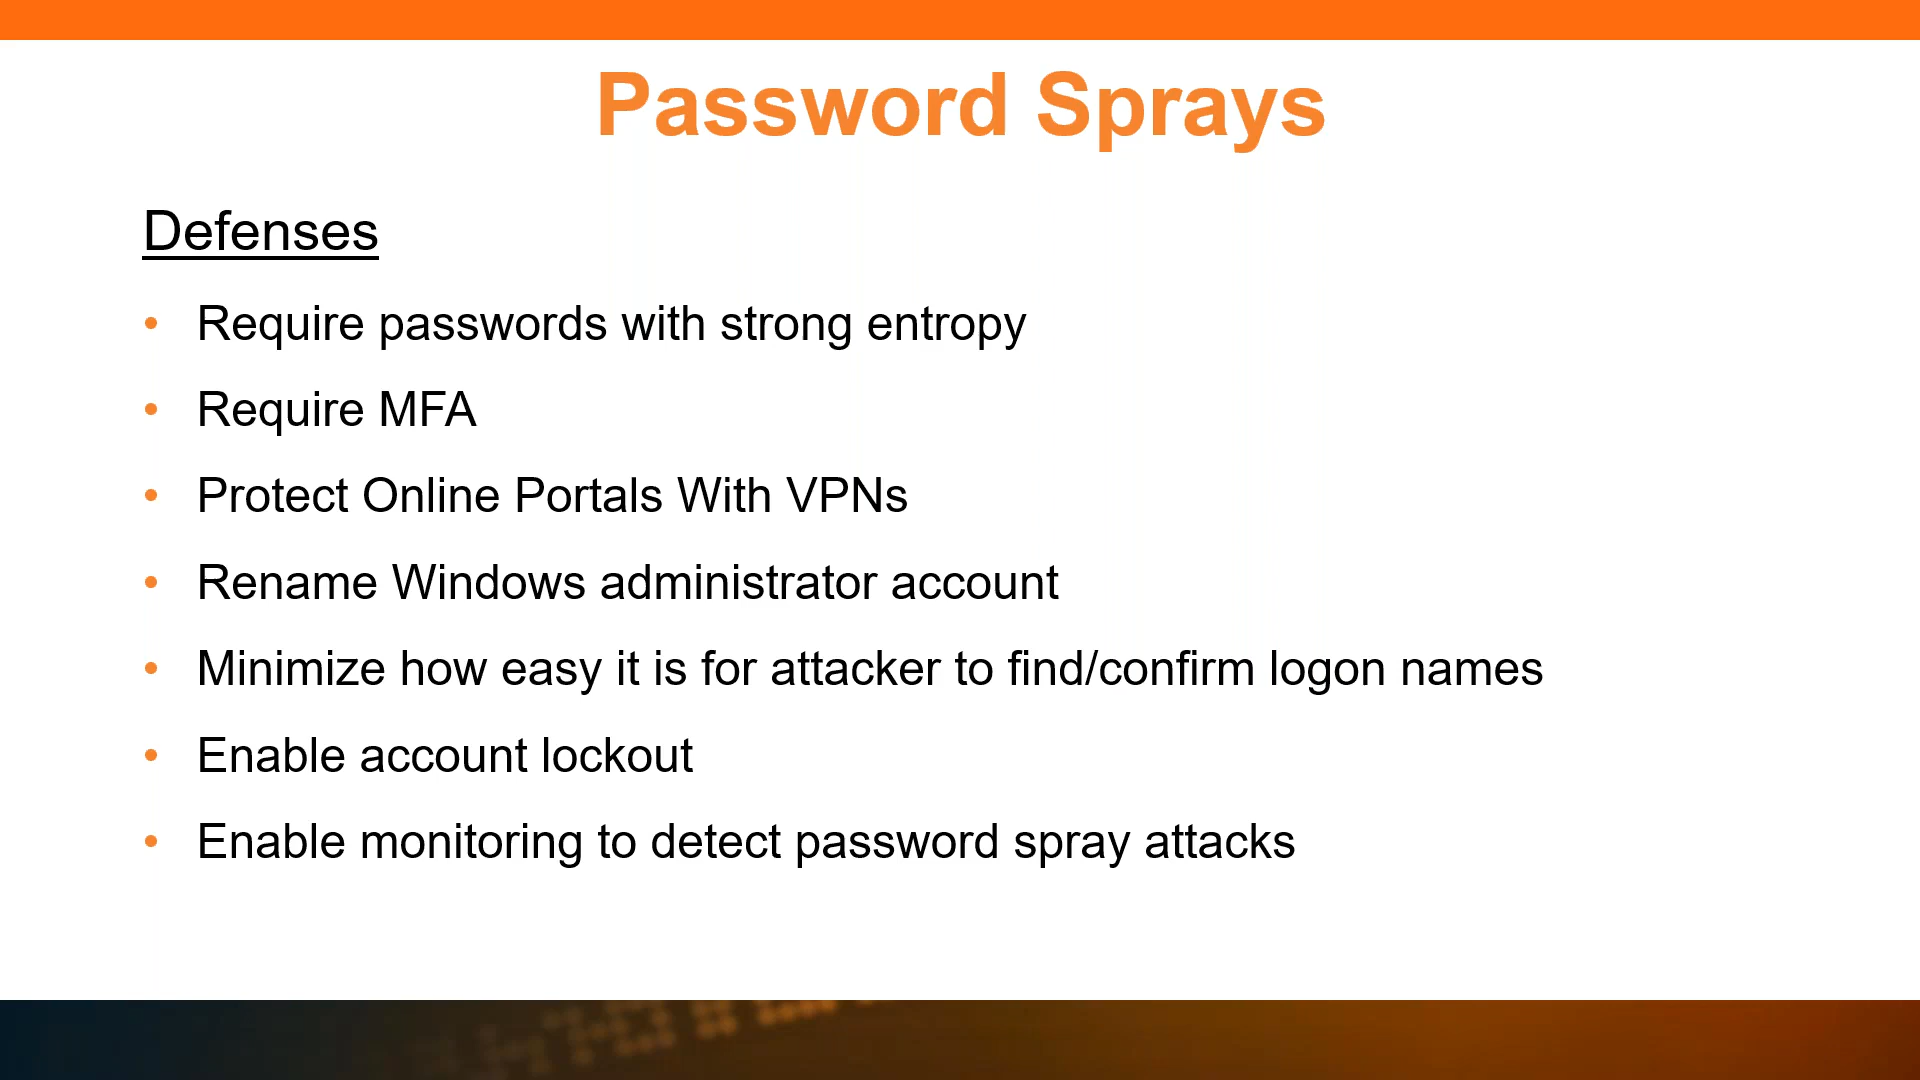 Password Sprays
Defenses
• Require passwords with strong entropy
• Require MFA
• Protect Online Portals With VPNs
• Rename Windows administrator account
• Minimize how easy it is for attacker to find/confirm logon names
• Enable account lockout
• Enable monitoring to detect password spray attacks